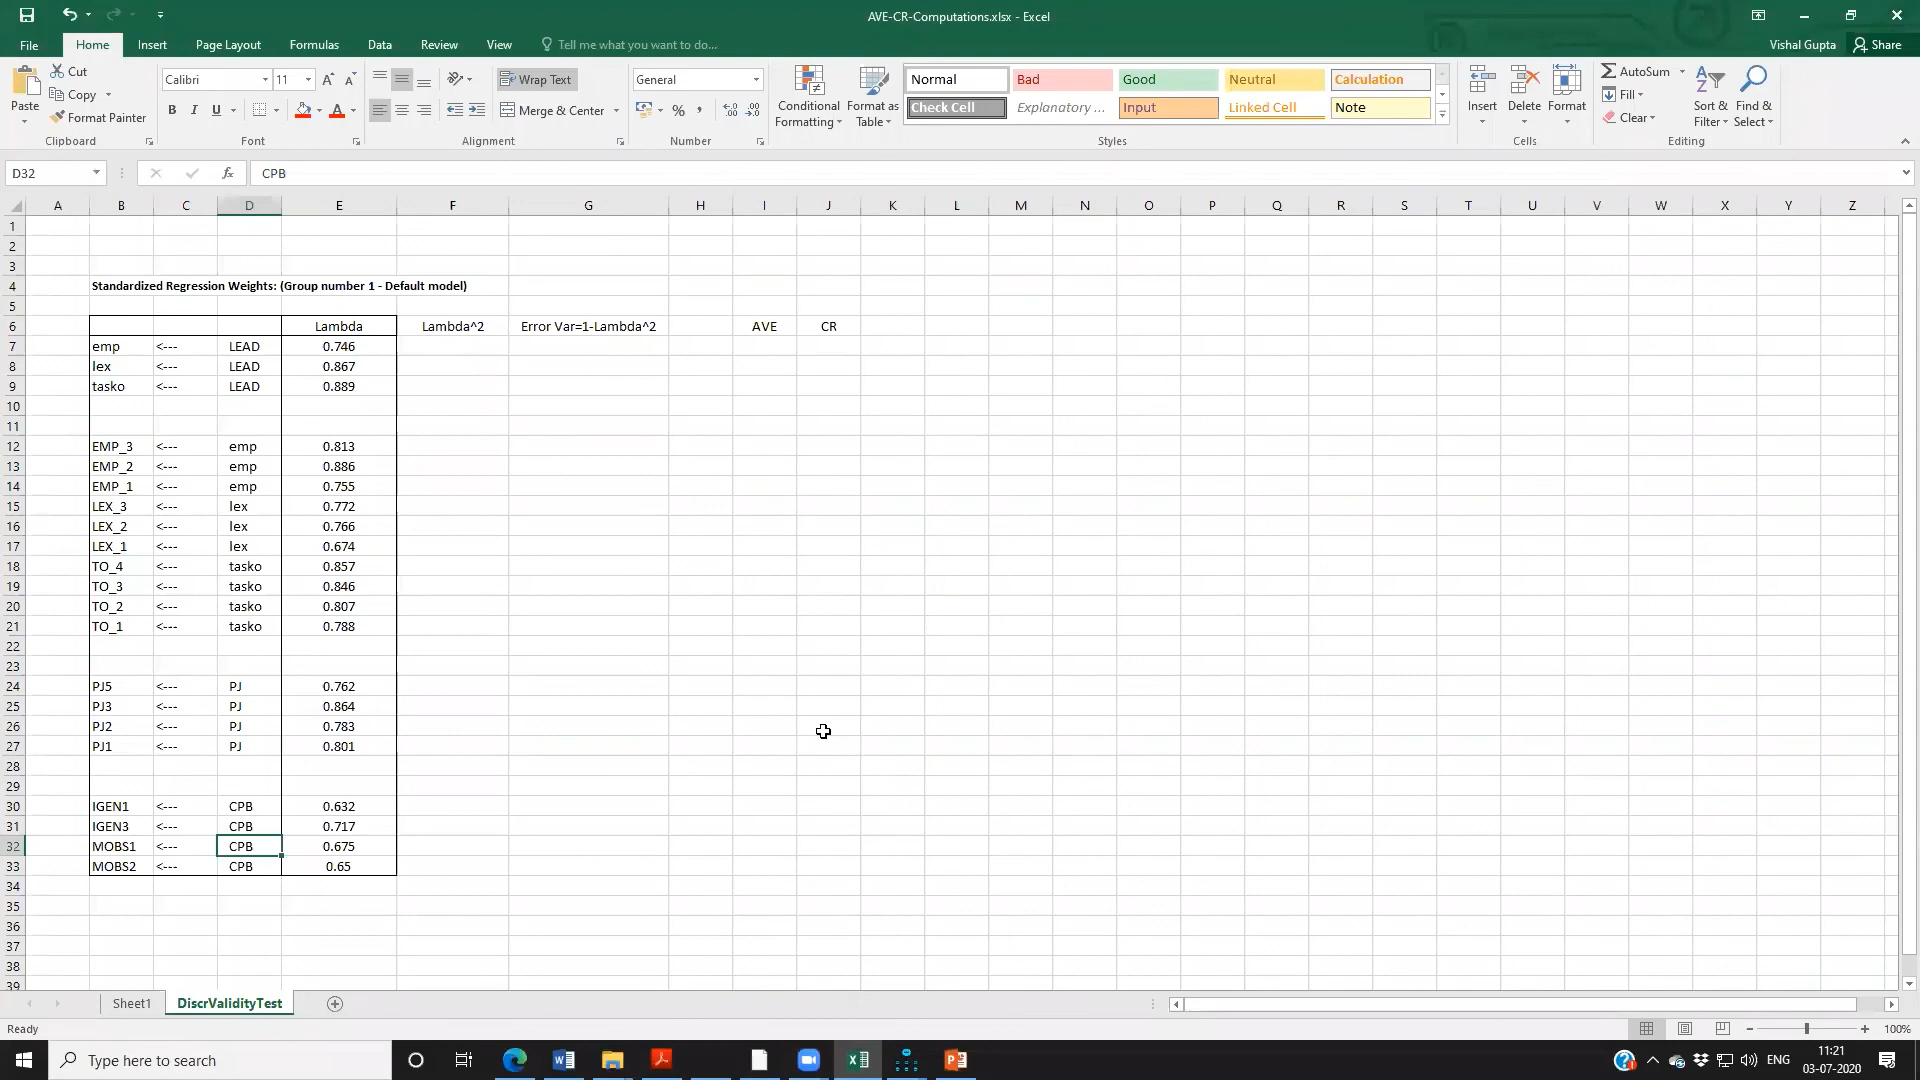 AVE-CR-Computations.xlsx - Excel
File Home Insert Page Layout Formulas Data Review View Tell me what you want to do... Vishal Gupta Share
Paste Cut Copy Format Painter Clipboard
Calibri 11 B I U Font
Wrap Text Merge & Center Alignment
General % Number
Conditional Formatting Format as Table
Normal Bad Good Neutral Calculation
Check Cell Explanatory ... Input Linked Cell Note
Styles
Insert Delete Format Cells
AutoSum Fill Clear Sort & Filter Find & Select Editing
D32 fx CPB
A B C D E F G H I J K L M N O P Q R S T U V W X Y Z
1
2
3
4 Standardized Regression Weights: (Group number 1 - Default model)
5
6 Lambda Lambda^2 Error Var=1-Lambda^2 AVE CR
7 emp <--- LEAD 0.746
8 lex <--- LEAD 0.867
9 tasko <--- LEAD 0.889
10
11
12 EMP_3 <--- emp 0.813
13 EMP_2 <--- emp 0.886
14 EMP_1 <--- emp 0.755
15 LEX_3 <--- lex 0.772
16 LEX_2 <--- lex 0.766
17 LEX_1 <--- lex 0.674
18 TO_4 <--- tasko 0.857
19 TO_3 <--- tasko 0.846
20 TO_2 <--- tasko 0.807
21 TO_1 <--- tasko 0.788
22
23
24 PJ5 <--- PJ 0.762
25 PJ3 <--- PJ 0.864
26 PJ2 <--- PJ 0.783
27 PJ1 <--- PJ 0.801
28
29
30 IGEN1 <--- CPB 0.632
31 IGEN3 <--- CPB 0.717
32 MOBS1 <--- CPB 0.675
33 MOBS2 <--- CPB 0.65
34
35
36
37
38
39
Sheet1 DiscrValidityTest
Ready 100%
Type here to search ENG 11:21
03-07-2020